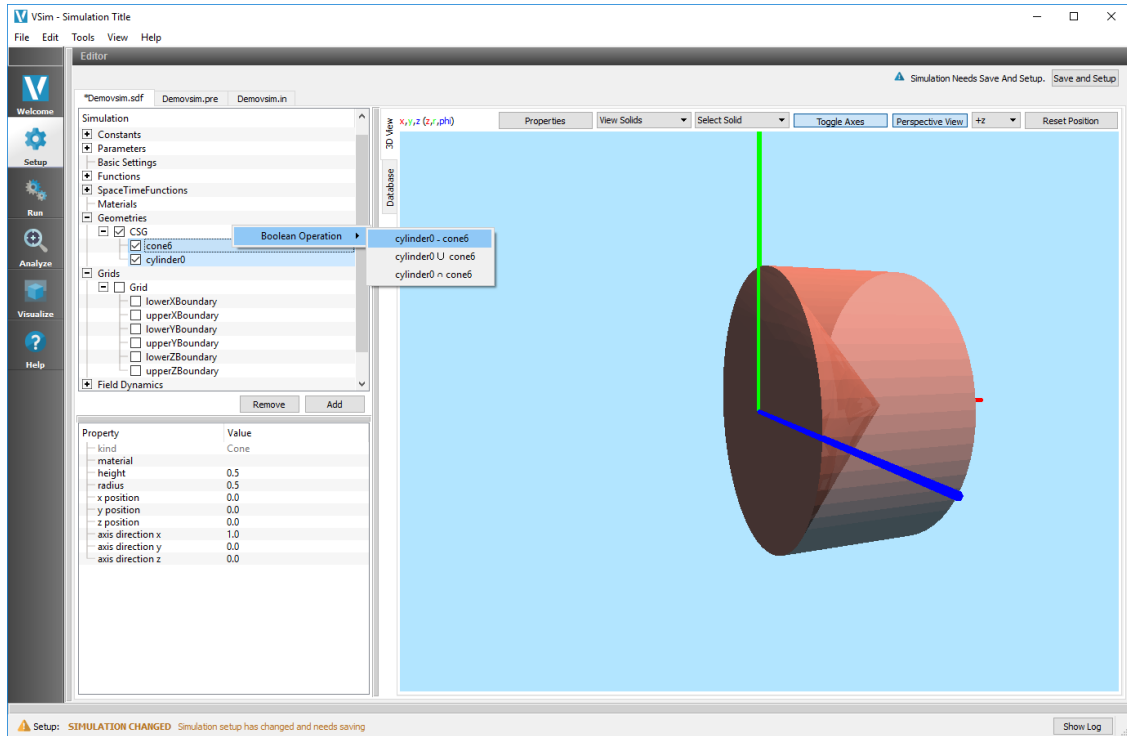 VSim - Simulation Title
File Edit Tools View Help
Editor
Simulation Needs Save And Setup. Save and Setup
*Demovsim.sdf Demovsim.pre Demovsim.in
Welcome
Setup
Run
Analyze
Visualize
Help
Simulation
Constants
Parameters
Basic Settings
Functions
SpaceTimeFunctions
Materials
Geometries
CSG
cone6
cylinder0
Grids
Grid
lowerXBoundary
upperXBoundary
lowerYBoundary
upperYBoundary
lowerZBoundary
upperZBoundary
Field Dynamics
Boolean Operation
cylinder0 - cone6
cylinder0 ∪ cone6
cylinder0 ∩ cone6
Remove Add
Property Value
kind Cone
material
height 0.5
radius 0.5
x position 0.0
y position 0.0
z position 0.0
axis direction x 1.0
axis direction y 0.0
axis direction z 0.0
3D View
Database
x,y,z (z,r,phi) Properties View Solids Select Solid Toggle Axes Perspective View +z Reset Position
Setup: SIMULATION CHANGED Simulation setup has changed and needs saving Show Log